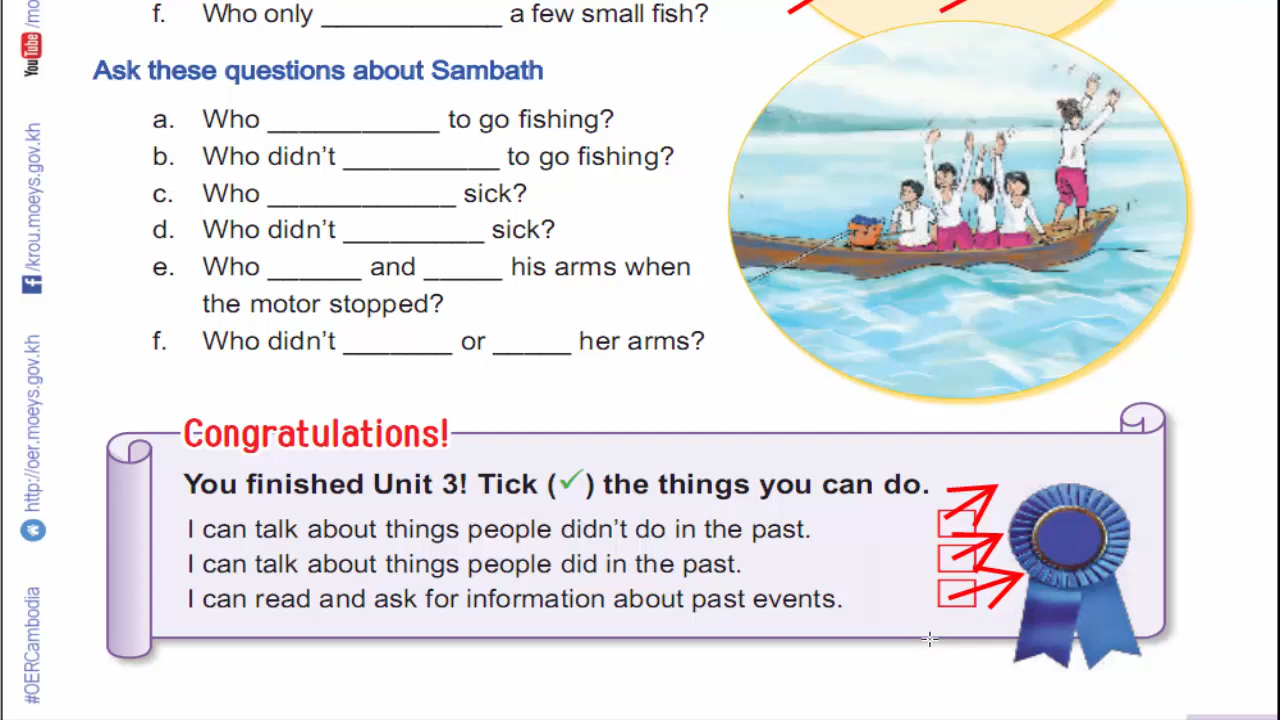 f. Who only _____________ a few small fish?
Ask these questions about Sambath
a. Who ___________ to go fishing?
b. Who didn't __________ to go fishing?
c. Who ____________ sick?
d. Who didn't _________ sick?
e. Who ______ and _____ his arms when
the motor stopped?
f. Who didn't _______ or _____ her arms?
Congratulations!
You finished Unit 3! Tick (✓) the things you can do.
I can talk about things people didn't do in the past.
I can talk about things people did in the past.
I can read and ask for information about past events.
YouTube /mo
/krou.moeys.gov.kh
http://oer.moeys.gov.kh
#OERCambodia